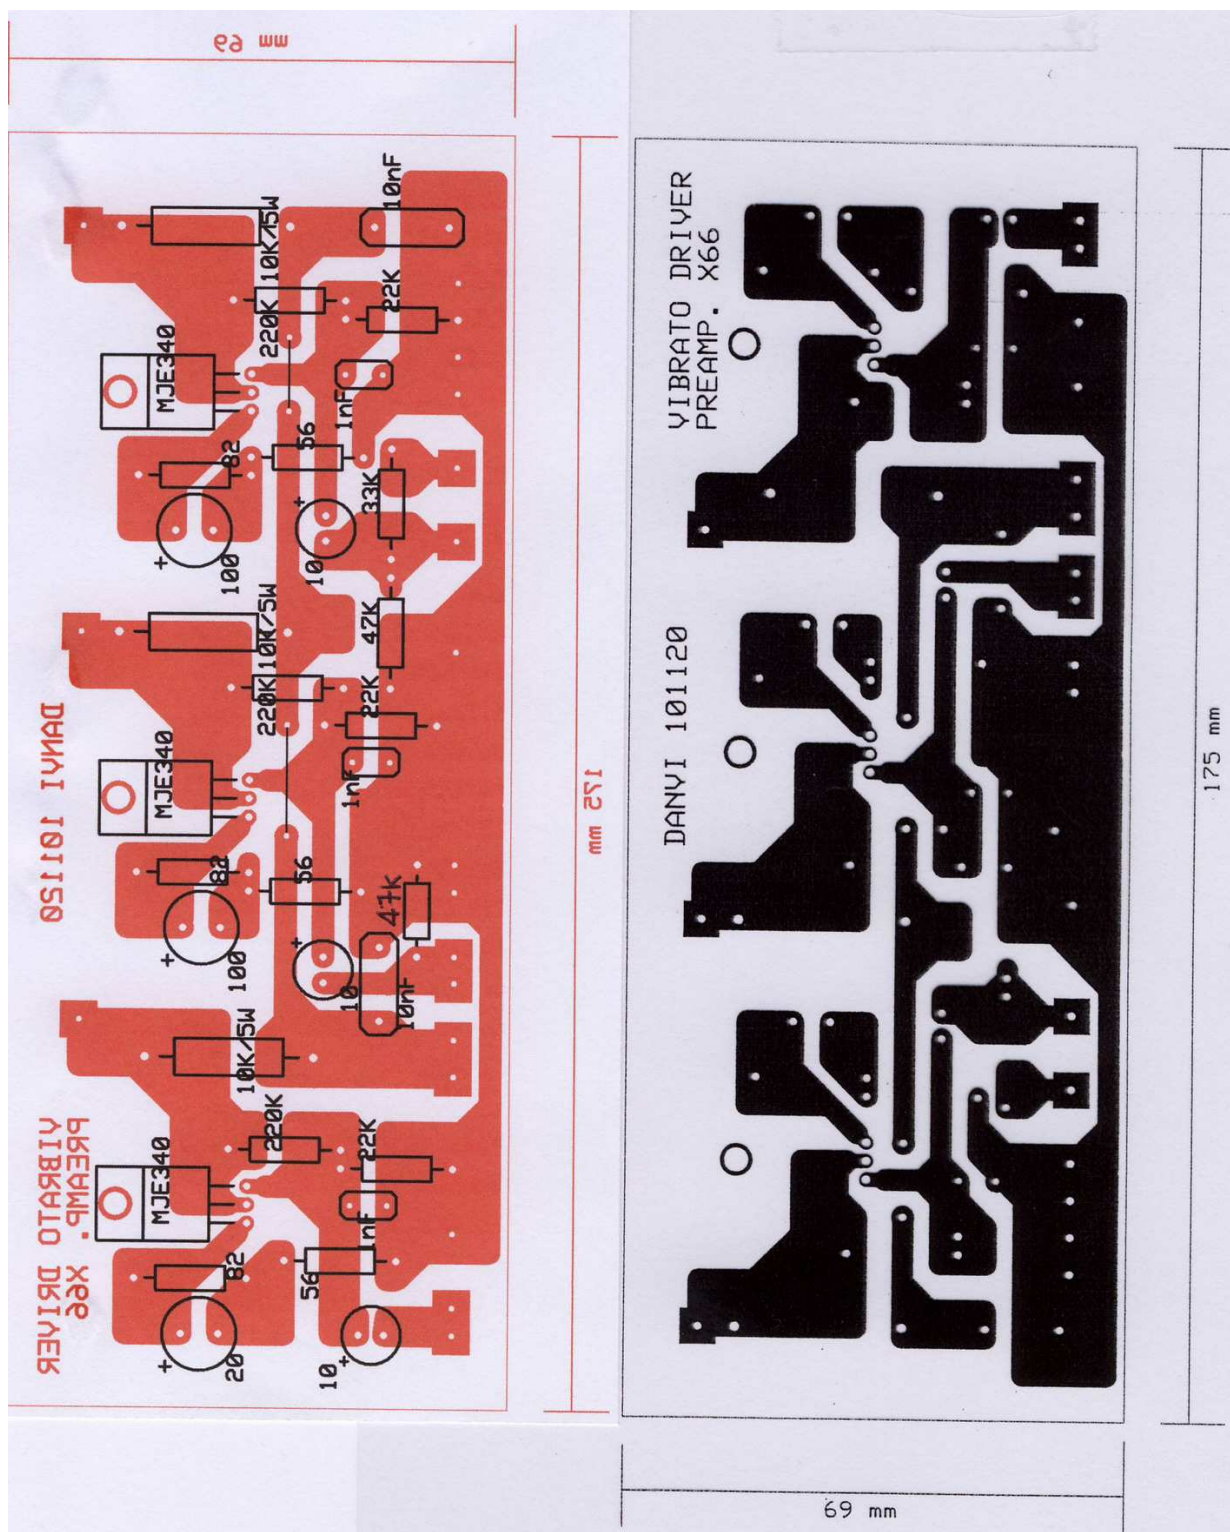 69 mm
10nF
10K/5W
220K
22K
MJE340
1nF
82
56
33K
+
+
100
10
10K/5W
47K
220K
22K
DANYI 101120
MJE340
1nF
175 mm
82
56
47K
+
+
100
10
10nF
10K/5W
220K
22K
PREAMP. X66
VIBRATO DRIVER
MJE340
1nF
82
56
+
+
20
10
VIBRATO DRIVER
PREAMP. X66
DANYI 101120
175 mm
69 mm